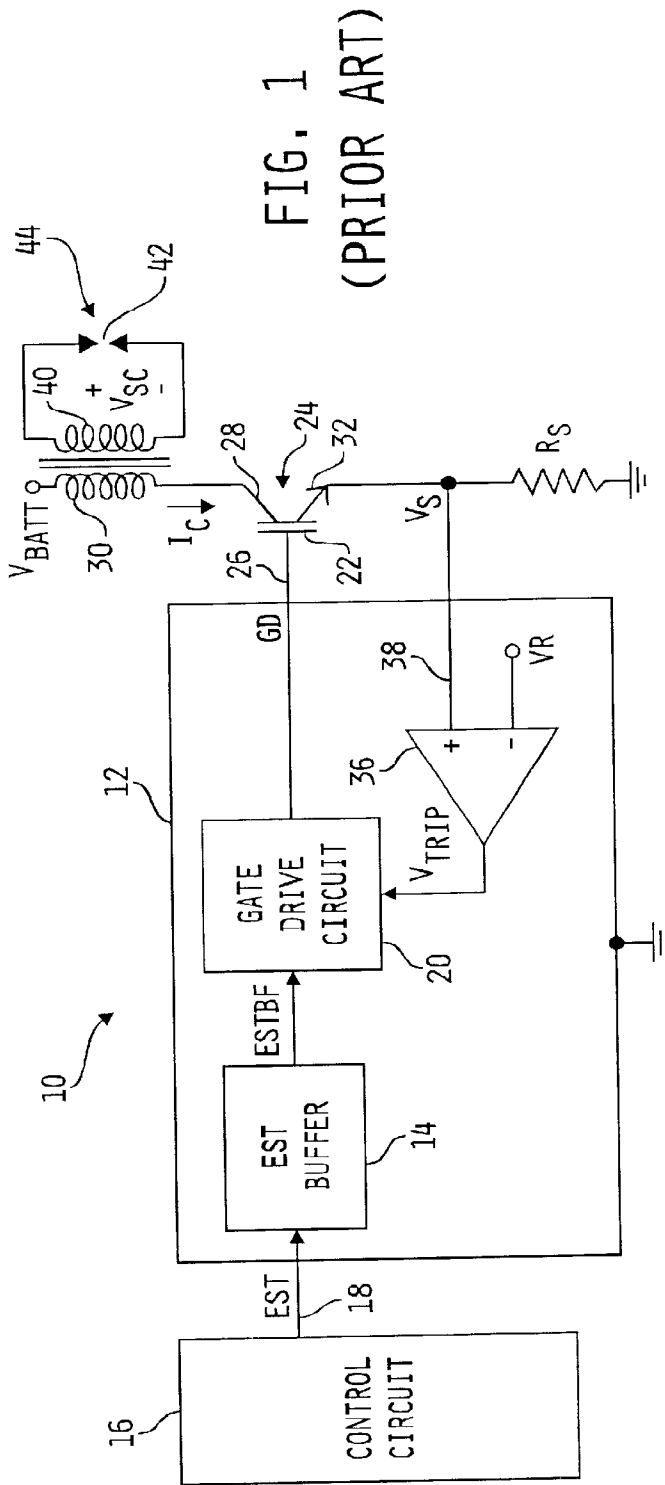 10
12
16
CONTROL
CIRCUIT
EST
18
EST
BUFFER
14
ESTBF
GATE
DRIVE
CIRCUIT
20
GD
26
V_TRIP
36
38
+
-
VR
V_BATT
30
40
+
V_SC
-
44
42
I_C
28
24
22
32
V_S
R_S
FIG. 1
(PRIOR ART)